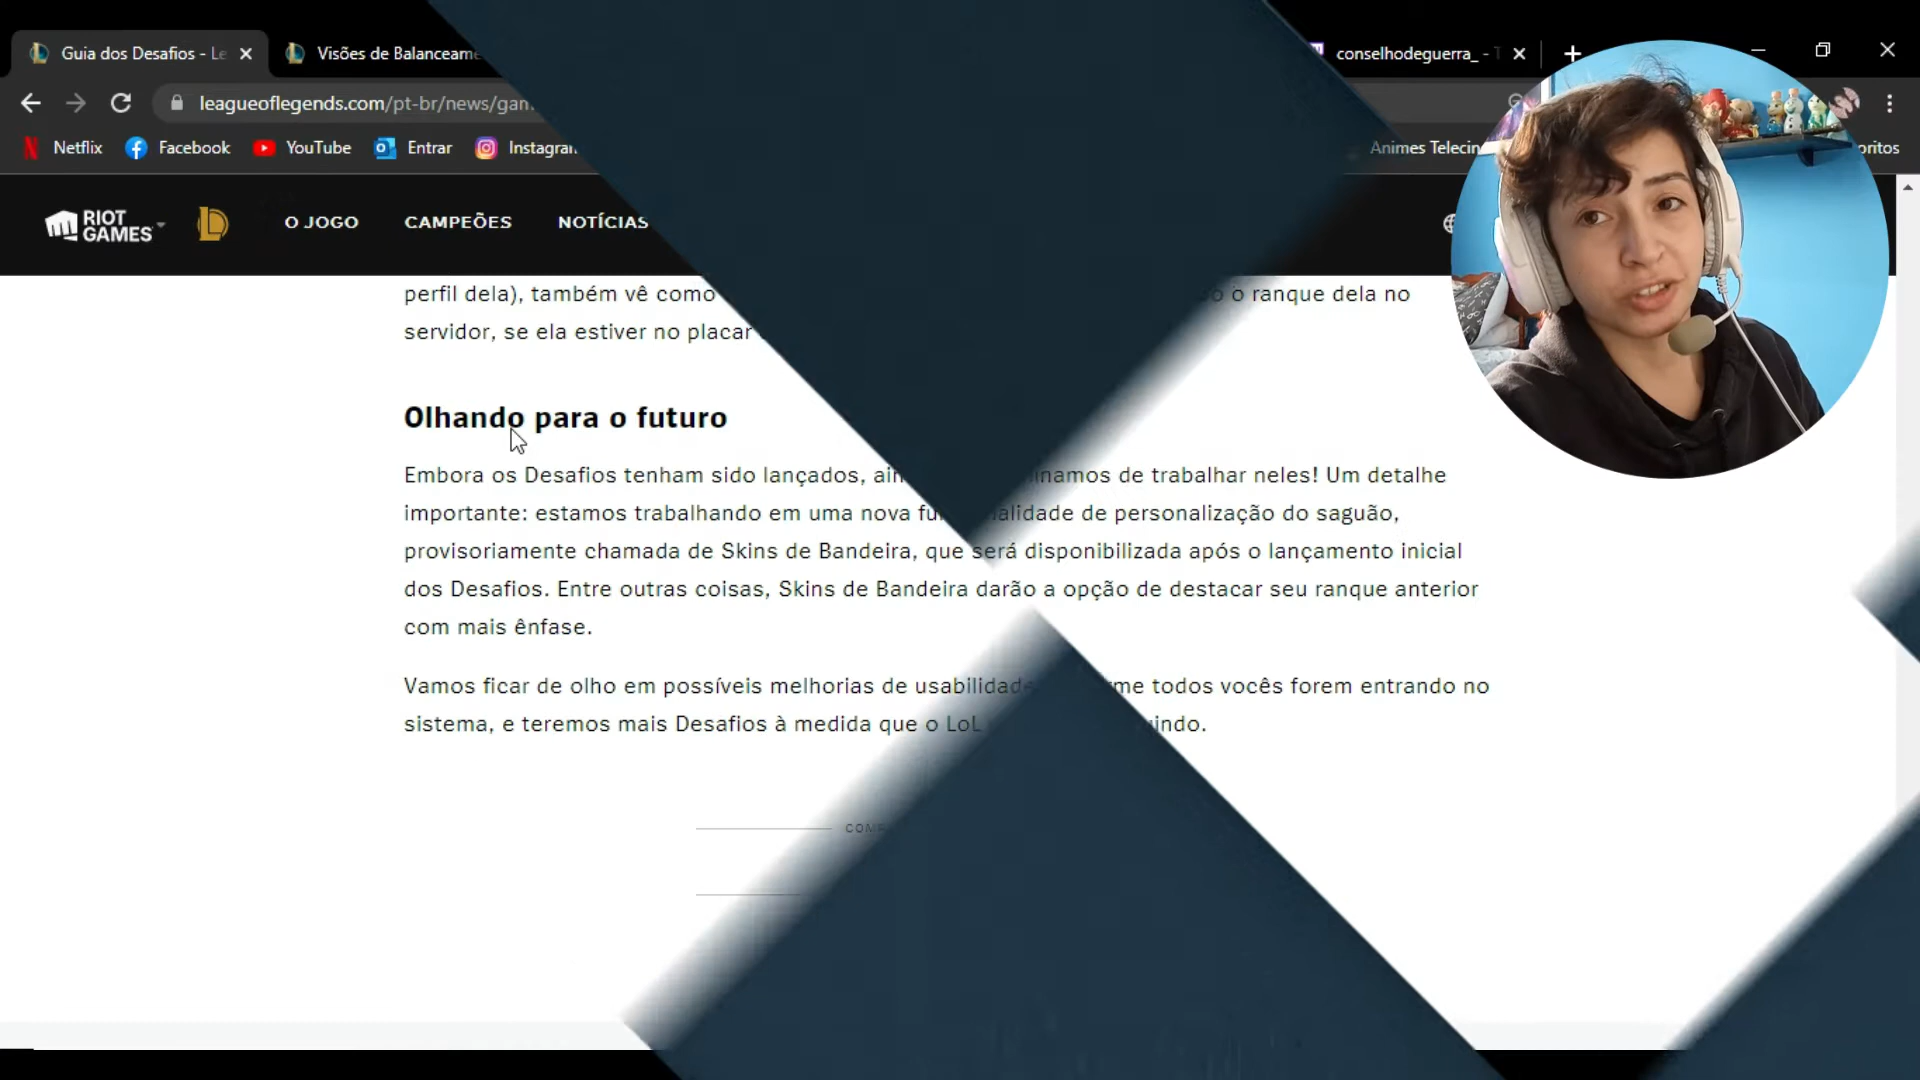 Guia dos Desafios - Le
Visões de Balanceame
conselhodeguerra_ - T
leagueoflegends.com/pt-br/news/gam
Netflix
Facebook
YouTube
Entrar
Instagram
Animes Telecin
oritos
RIOT
GAMES
O JOGO
CAMPEÕES
NOTÍCIAS
perfil dela), também vê como o ranque dela no
servidor, se ela estiver no placar
Olhando para o futuro
Embora os Desafios tenham sido lançados, ain inamos de trabalhar neles! Um detalhe
importante: estamos trabalhando em uma nova fu alidade de personalização do saguão,
provisoriamente chamada de Skins de Bandeira, que será disponibilizada após o lançamento inicial
dos Desafios. Entre outras coisas, Skins de Bandeira darão a opção de destacar seu ranque anterior
com mais ênfase.
Vamos ficar de olho em possíveis melhorias de usabilidade rme todos vocês forem entrando no
sistema, e teremos mais Desafios à medida que o LoL indo.